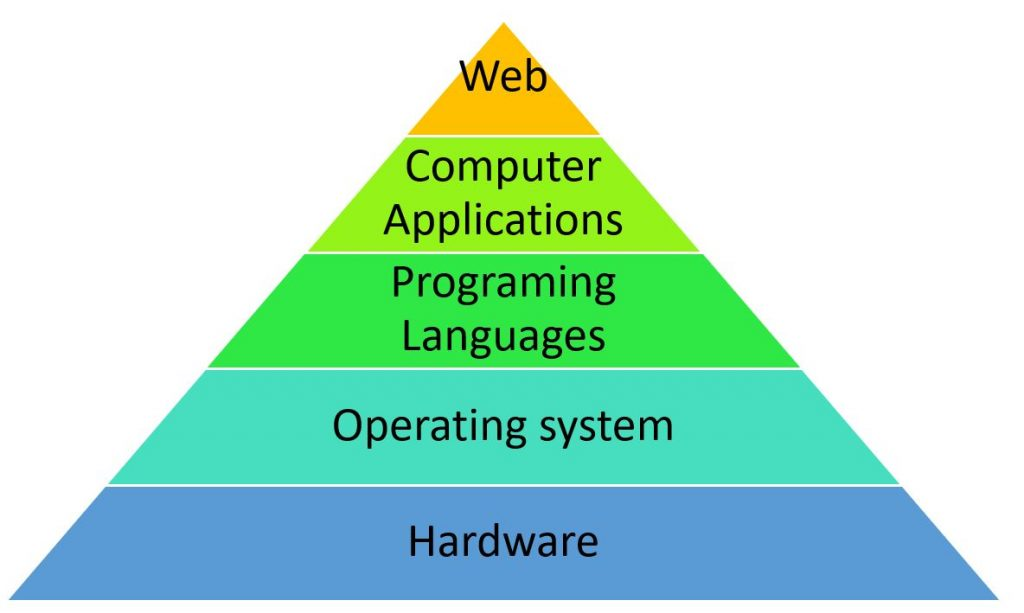 Web
Computer
Applications
Programing
Languages
Operating system
Hardware